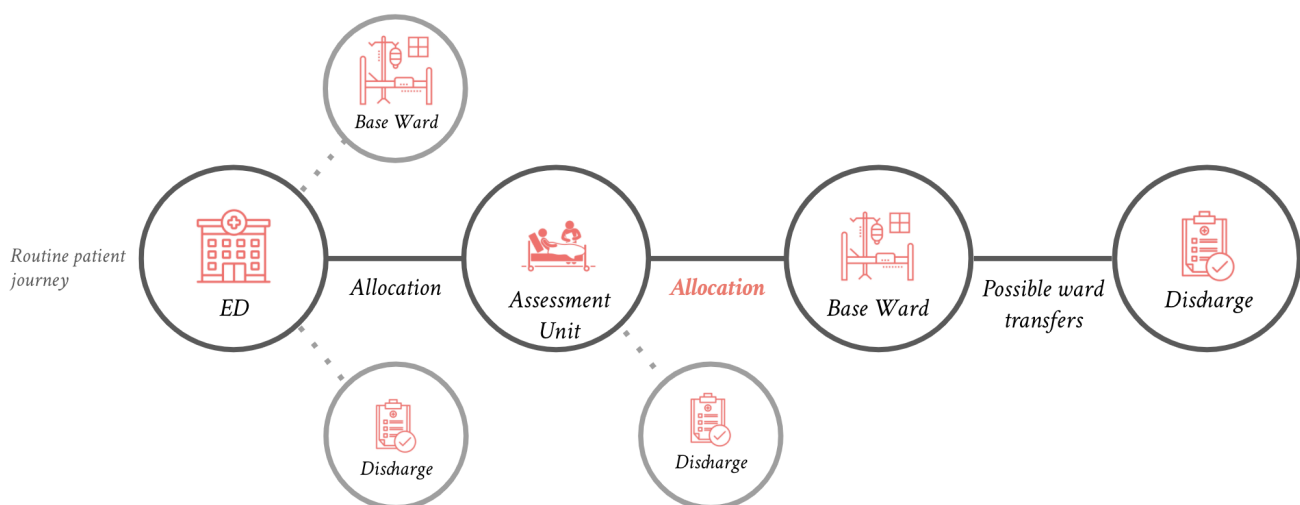 Base Ward
Routine patient
journey
ED
Allocation
Assessment
Unit
Allocation
Base Ward
Possible ward
transfers
Discharge
Discharge
Discharge